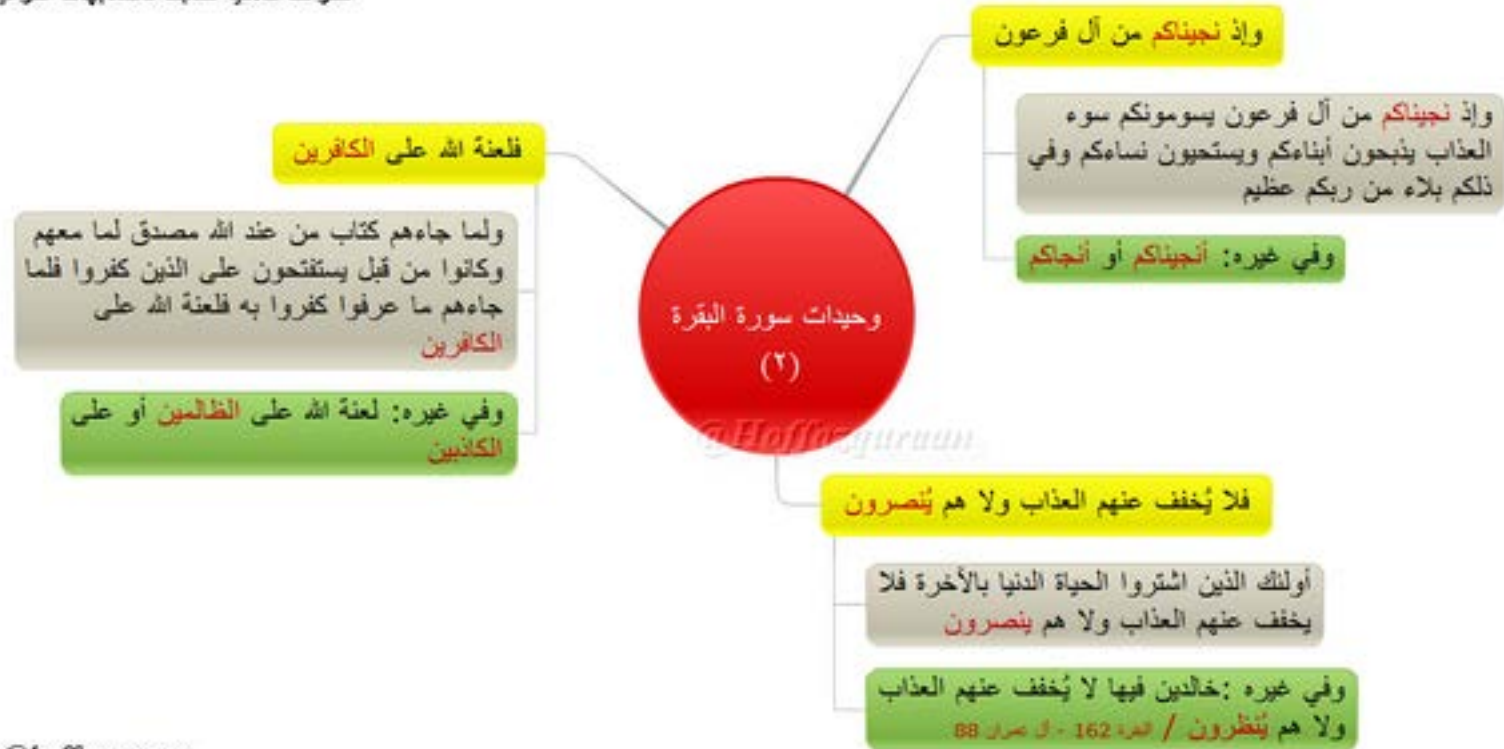 وحيدات سورة البقرة
(٢)
وإذ نجيناكم من آل فرعون
وإذ نجيناكم من آل فرعون يسومونكم سوء
العذاب يذبحون أبناءكم ويستحيون نساءكم وفي
ذلكم بلاء من ربكم عظيم
وفي غيره: أنجيناكم أو أنجاكم
فلعنة الله على الكافرين
ولما جاءهم كتاب من عند الله مصدق لما معهم
وكانوا من قبل يستفتحون على الذين كفروا فلما
جاءهم ما عرفوا كفروا به فلعنة الله على
الكافرين
وفي غيره: لعنة الله على الظالمين أو على
الكاذبين
@Haffazquraan
فلا يُخفف عنهم العذاب ولا هم يُنصرون
أولئك الذين اشتروا الحياة الدنيا بالأخرة فلا
يخفف عنهم العذاب ولا هم ينصرون
وفي غيره :خالدين فيها لا يُخفف عنهم العذاب
ولا هم يُنظرون / البقرة 162 - آل عمران 88